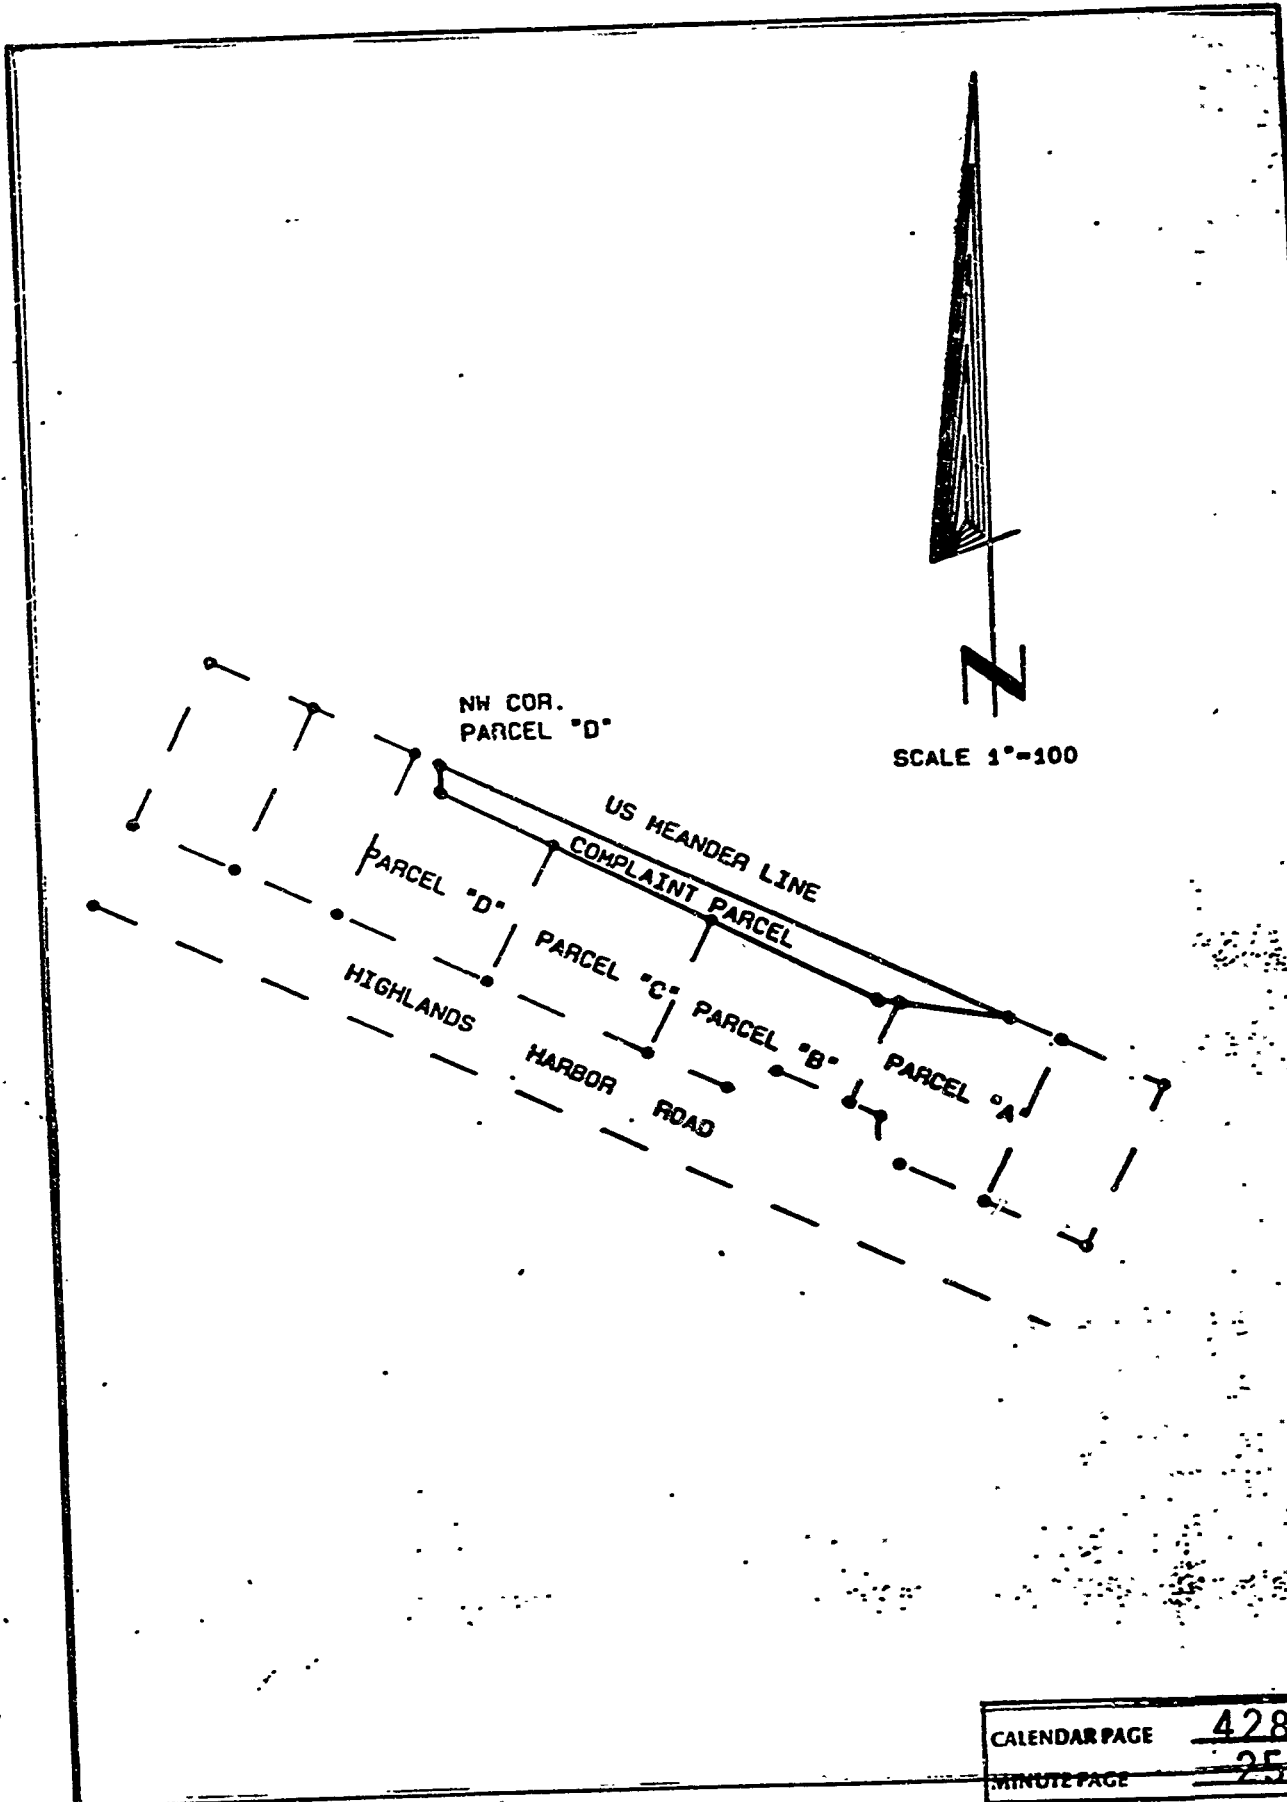 N
SCALE 1"=100
NW COR.
PARCEL "D"
US MEANDER LINE
COMPLAINT PARCEL
PARCEL "D"
PARCEL "C"
PARCEL "B"
PARCEL "A"
HIGHLANDS HARBOR ROAD
CALENDAR PAGE 428
MINUTE PAGE